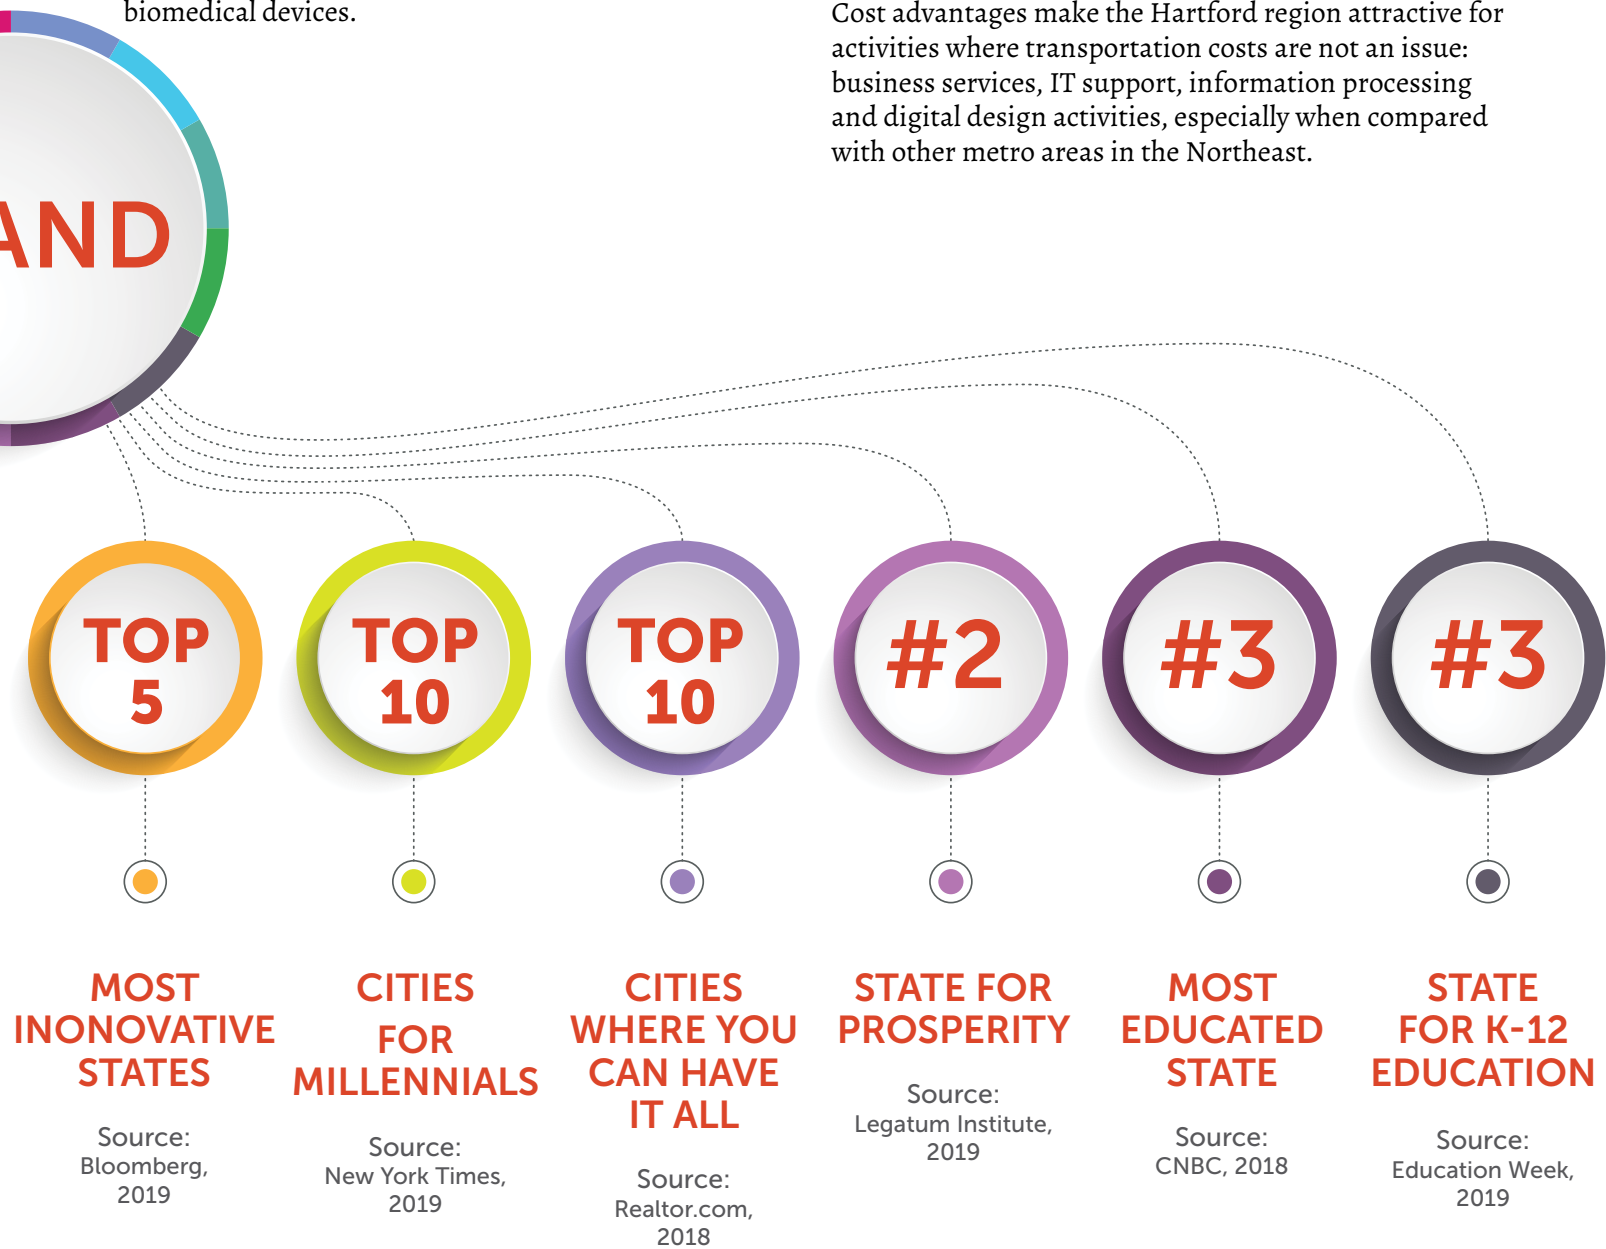 biomedical devices.
Cost advantages make the Hartford region attractive for
activities where transportation costs are not an issue:
business services, IT support, information processing
and digital design activities, especially when compared
with other metro areas in the Northeast.
AND
TOP
5
TOP
10
TOP
10
#2
#3
#3
MOST
INONOVATIVE
STATES
Source:
Bloomberg,
2019
CITIES
FOR
MILLENNIALS
Source:
New York Times,
2019
CITIES
WHERE YOU
CAN HAVE
IT ALL
Source:
Realtor.com,
2018
STATE FOR
PROSPERITY
Source:
Legatum Institute,
2019
MOST
EDUCATED
STATE
Source:
CNBC, 2018
STATE
FOR K-12
EDUCATION
Source:
Education Week,
2019